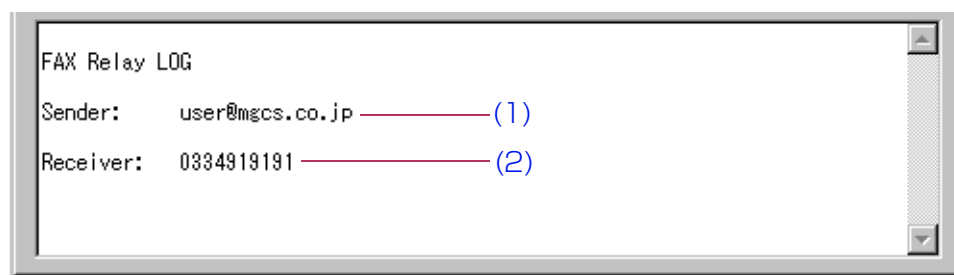 FAX Relay LOG
Sender: user@mgcs.co.jp (1)
Receiver: 0334919191 (2)